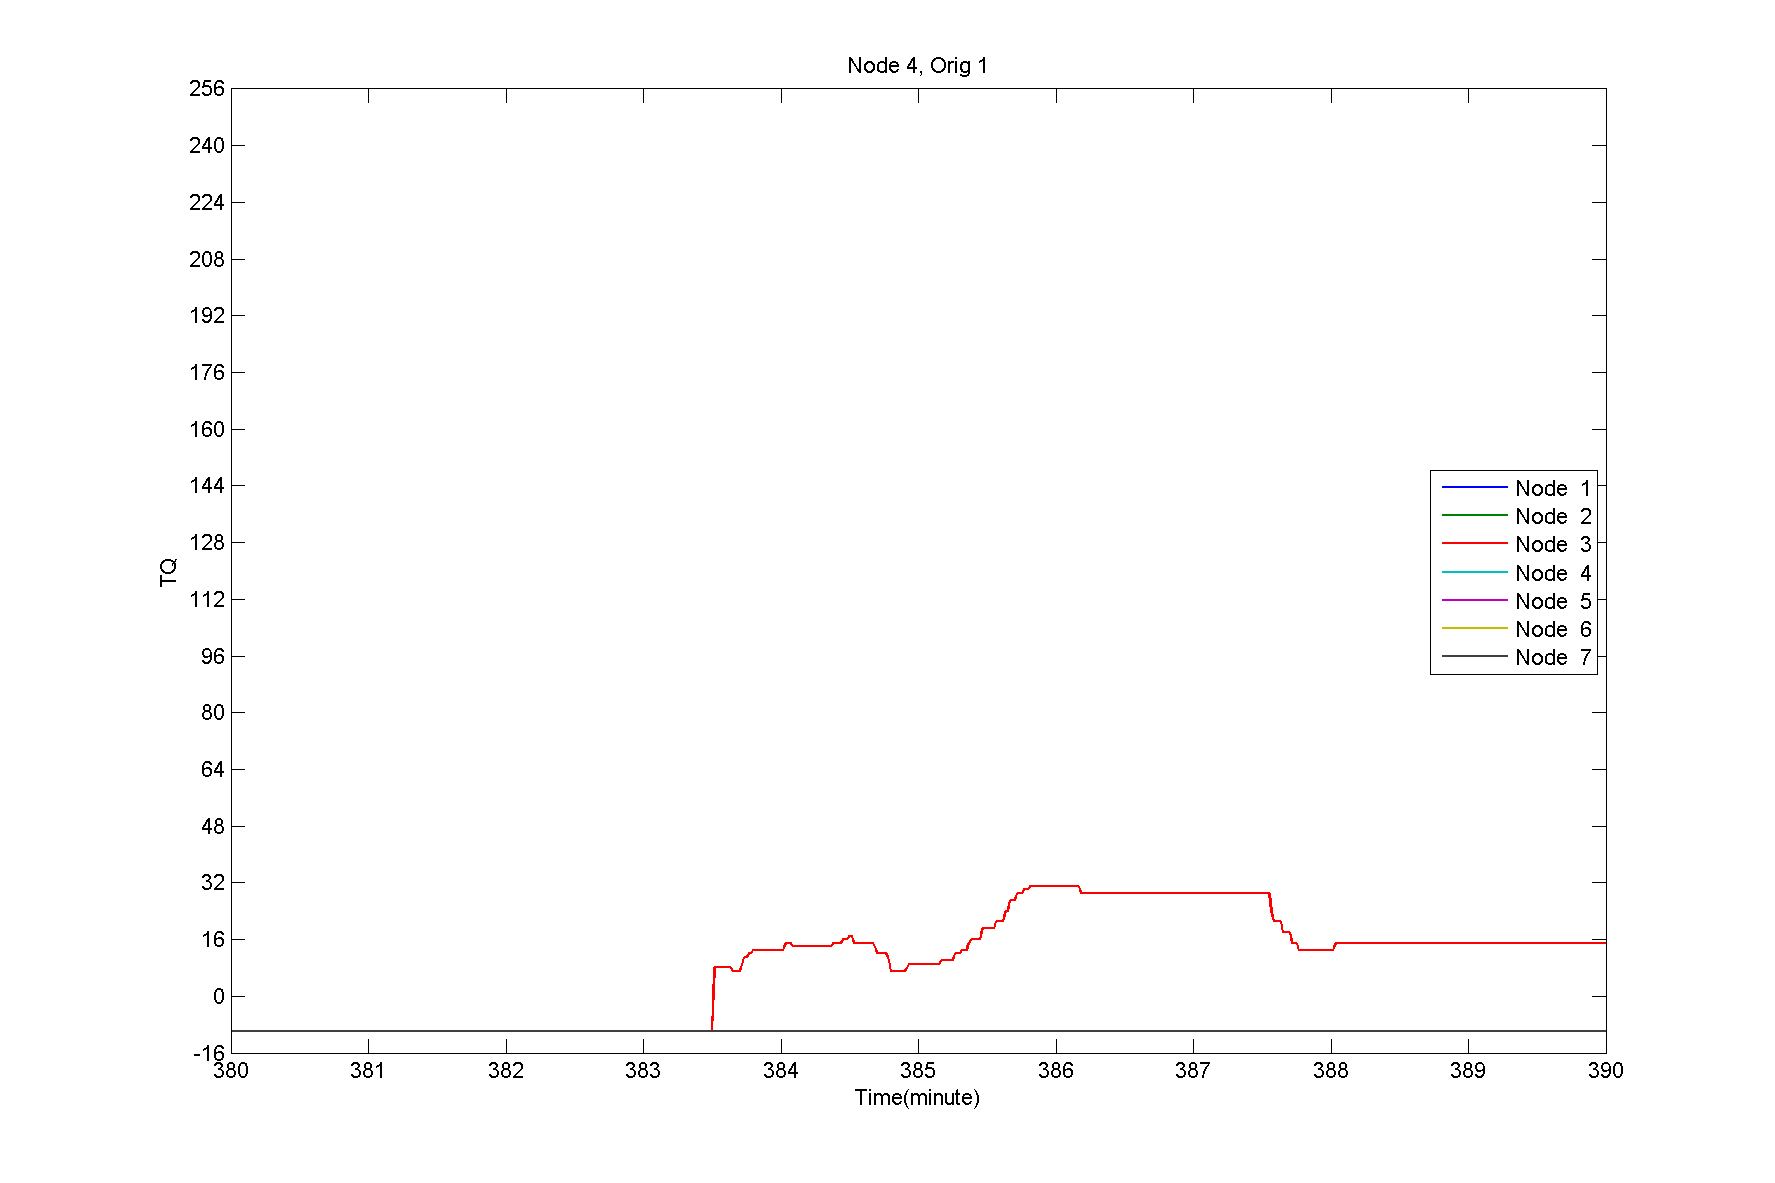 Node 4, Orig 1
256
240
224
208
192
176
160
144
128
112
96
80
64
48
32
16
0
-16
TQ
Node 1
Node 2
Node 3
Node 4
Node 5
Node 6
Node 7
380 381 382 383 384 385 386 387 388 389 390
Time(minute)